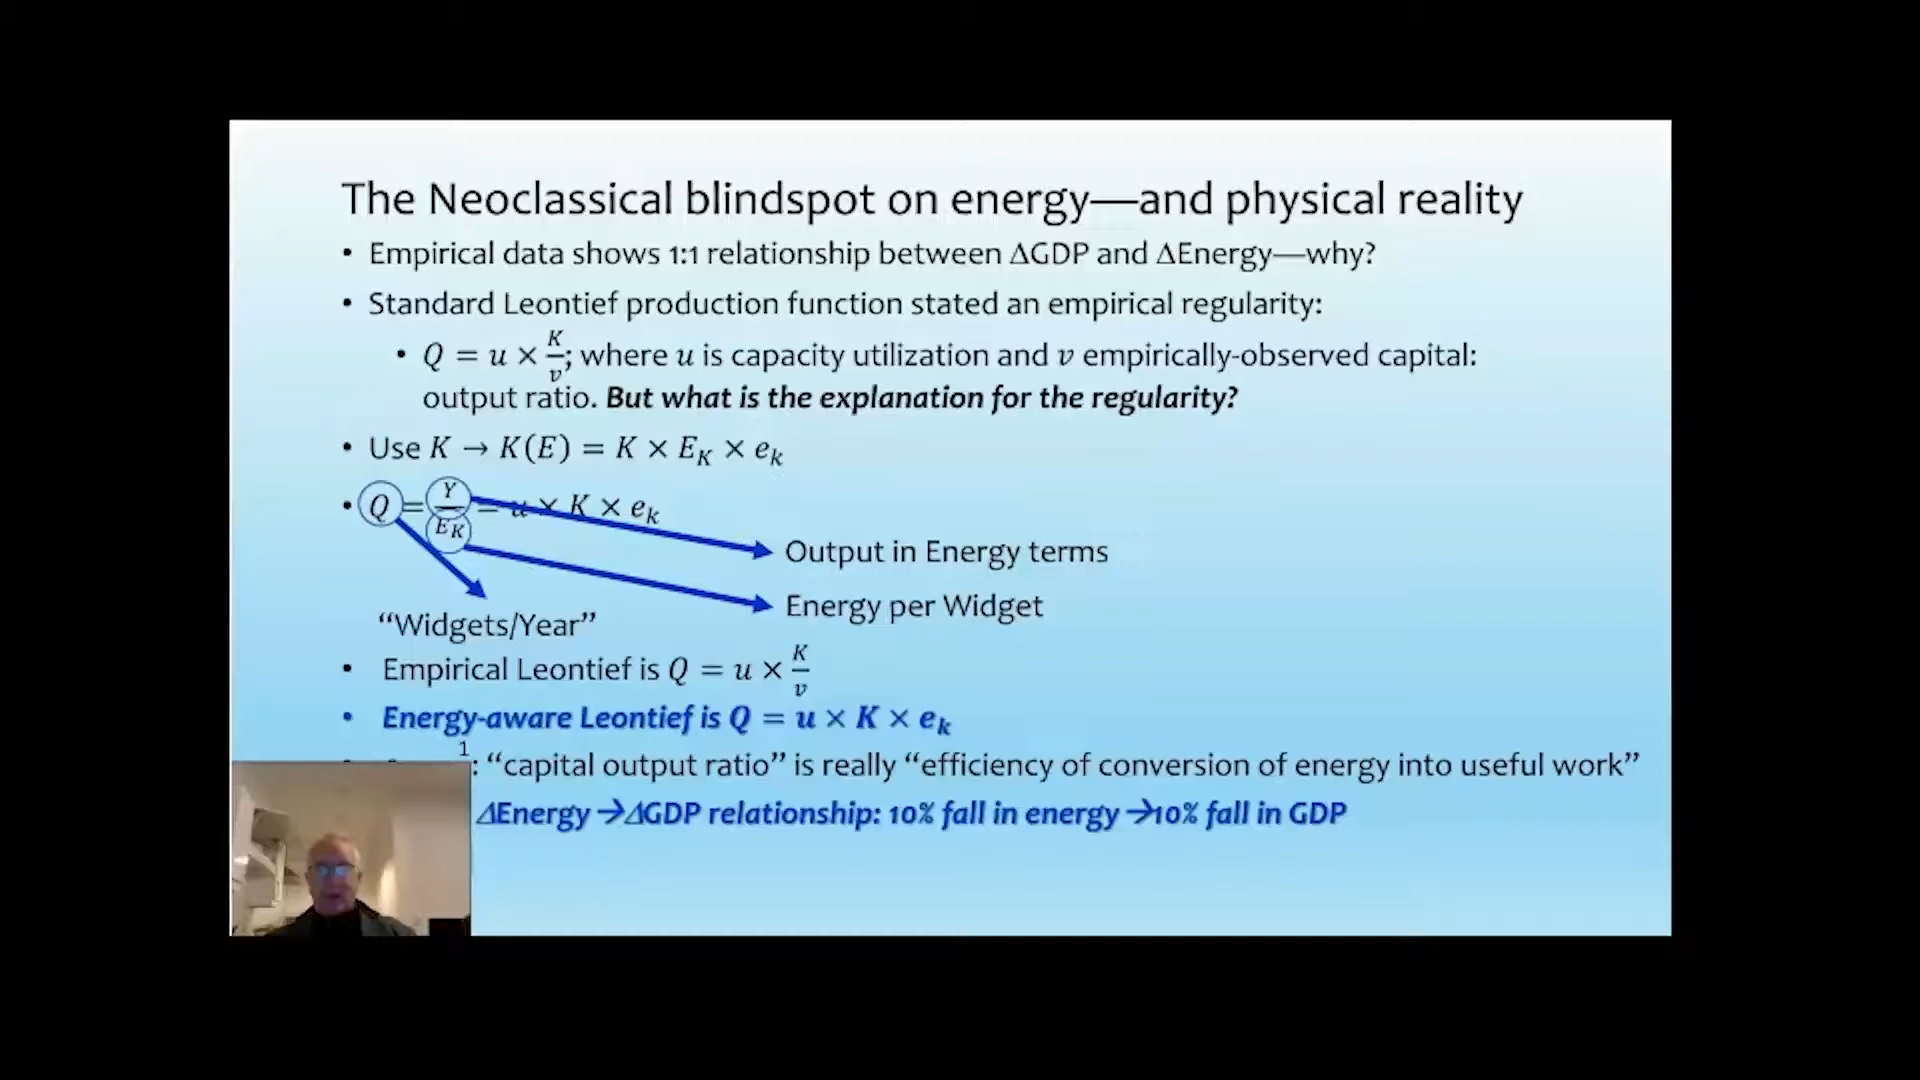 The Neoclassical blindspot on energy—and physical reality
• Empirical data shows 1:1 relationship between ΔGDP and ΔEnergy—why?
• Standard Leontief production function stated an empirical regularity:
• Q = u × K/v; where u is capacity utilization and v empirically-observed capital:
output ratio. But what is the explanation for the regularity?
• Use K → K(E) = K × E_K × e_k
• Q = Y/E_K = u × K × e_k
Output in Energy terms
Energy per Widget
“Widgets/Year”
• Empirical Leontief is Q = u × K/v
• Energy-aware Leontief is Q = u × K × e_k
1 : “capital output ratio” is really “efficiency of conversion of energy into useful work”
ΔEnergy→ΔGDP relationship: 10% fall in energy→10% fall in GDP